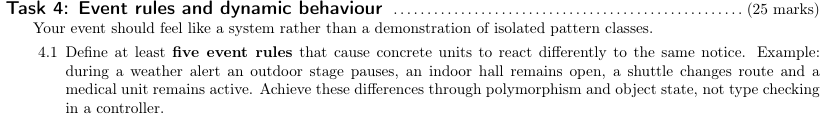 Task 4: Event rules and dynamic behaviour ..................................................... (25 marks)
Your event should feel like a system rather than a demonstration of isolated pattern classes.
4.1 Define at least five event rules that cause concrete units to react differently to the same notice. Example:
during a weather alert an outdoor stage pauses, an indoor hall remains open, a shuttle changes route and a
medical unit remains active. Achieve these differences through polymorphism and object state, not type checking
in a controller.